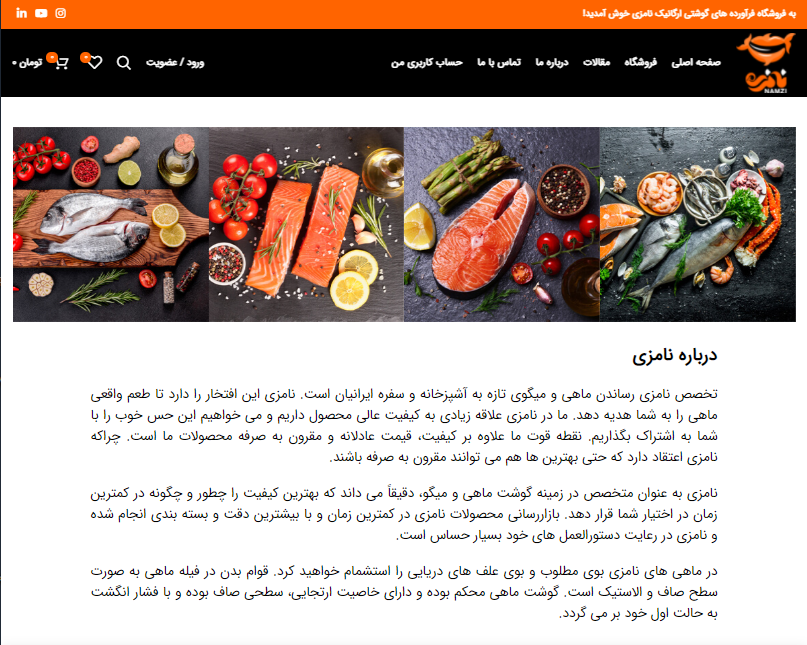 به فروشگاه فرآورده های گوشتی ارگانیک نامزی خوش آمدید!
نامزی
NAMZI
صفحه اصلی
فروشگاه
مقالات
درباره ما
تماس با ما
حساب کاربری من
ورود / عضویت
۰
۰
۰ تومان
درباره نامزی
تخصص نامزی رساندن ماهی و میگوی تازه به آشپزخانه و سفره ایرانیان است. نامزی این افتخار را دارد تا طعم واقعی
ماهی را به شما هدیه دهد. ما در نامزی علاقه زیادی به کیفیت عالی محصول داریم و می خواهیم این حس خوب را با
شما به اشتراک بگذاریم. نقطه قوت ما علاوه بر کیفیت، قیمت عادلانه و مقرون به صرفه محصولات ما است. چراکه
نامزی اعتقاد دارد که حتی بهترین ها هم می توانند مقرون به صرفه باشند.
نامزی به عنوان متخصص در زمینه گوشت ماهی و میگو، دقیقاً می داند که بهترین کیفیت را چطور و چگونه در کمترین
زمان در اختیار شما قرار دهد. بازاررسانی محصولات نامزی در کمترین زمان و با بیشترین دقت و بسته بندی انجام شده
و نامزی در رعایت دستورالعمل های خود بسیار حساس است.
در ماهی های نامزی بوی مطلوب و بوی علف های دریایی را استشمام خواهید کرد. قوام بدن در فیله ماهی به صورت
سطح صاف و الاستیک است. گوشت ماهی محکم بوده و دارای خاصیت ارتجایی، سطحی صاف بوده و با فشار انگشت
به حالت اول خود بر می گردد.